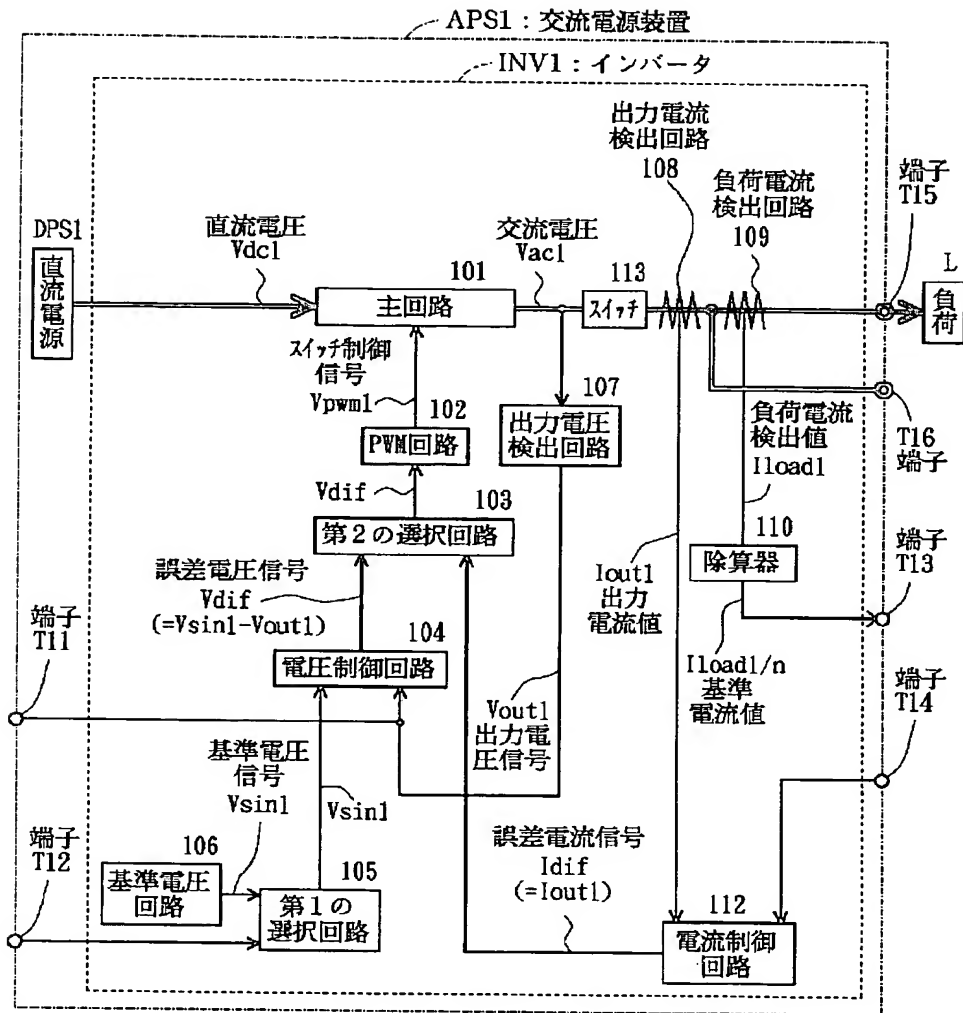 APS1：交流電源装置
INV1：インバータ
出力電流
検出回路
108
負荷電流
検出回路
109
端子
T15
DPS1
直流電源
直流電圧
Vdc1
交流電圧
Vac1
101
主回路
113
スイッチ
L
負荷
スイッチ制御
信号
Vpwm1
102
PWM回路
107
出力電圧
検出回路
負荷電流
検出値
Iload1
T16
端子
Vdif
103
第2の選択回路
110
除算器
端子
T13
誤差電圧信号
Vdif
(=Vsin1-Vout1)
Iout1
出力
電流値
端子
T11
104
電圧制御回路
Iload1/n
基準
電流値
端子
T14
Vout1
出力電
圧信号
基準電圧
信号
Vsin1
Vsin1
端子
T12
106
基準電圧
回路
105
第1の
選択回路
誤差電流信号
Idif
(=Iout1)
112
電流制御
回路